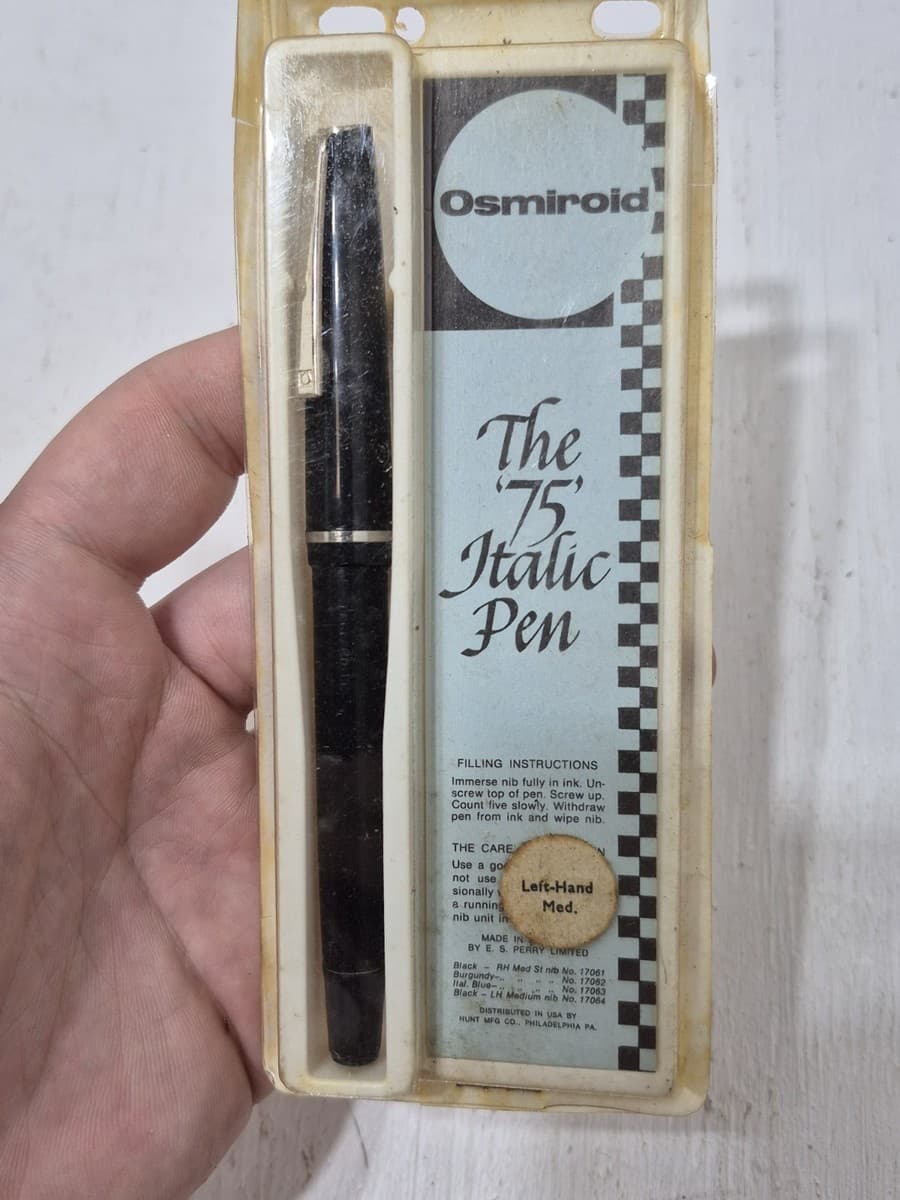 Osmiroid
The
'75'
Italic
Pen
FILLING INSTRUCTIONS
Immerse nib fully in ink. Un-
screw top of pen. Screw up.
Count five slowly. Withdraw
pen from ink and wipe nib.
THE CARE
Use a
not use
sionally
a running
nib unit
Left-Hand
Med.
MADE IN
BY E. S. PERRY LIMITED
Black – RH Med St nib No. 17061
Burgundy– „ „ „ „ No. 17062
Ital. Blue– „ „ „ „ No. 17063
Black – LH Medium nib No. 17064
DISTRIBUTED IN USA BY
HUNT MFG CO., PHILADELPHIA PA.